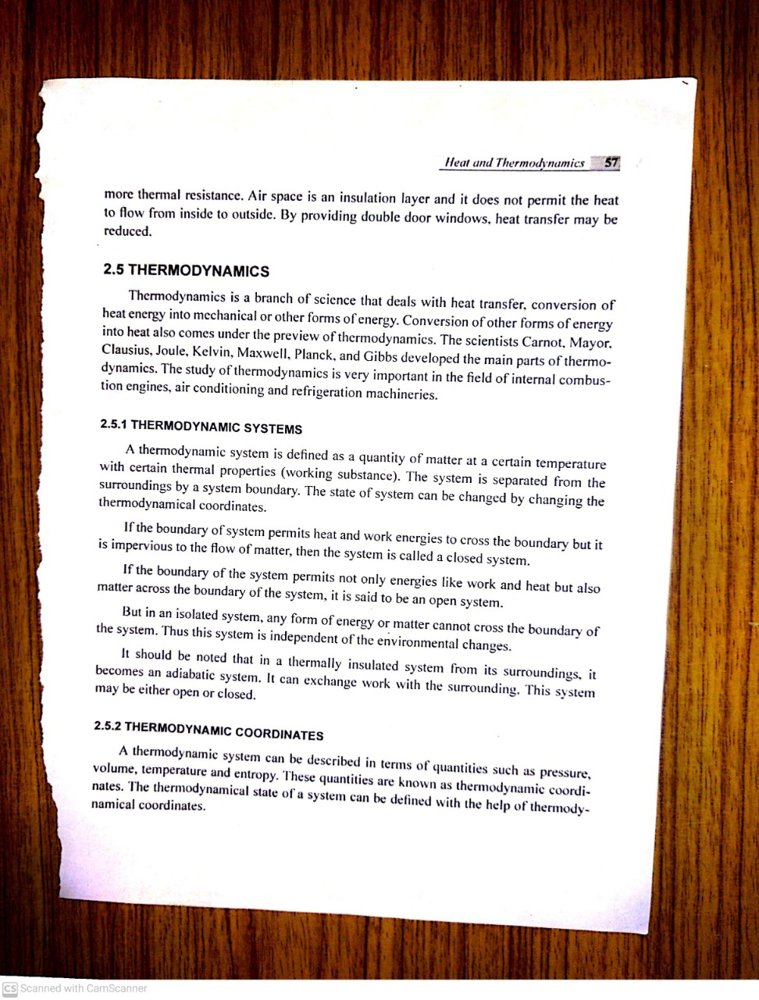 Heat and Thermodynamics 57
more thermal resistance. Air space is an insulation layer and it does not permit the heat
to flow from inside to outside. By providing double door windows, heat transfer may be
reduced.
2.5 THERMODYNAMICS
Thermodynamics is a branch of science that deals with heat transfer, conversion of
heat energy into mechanical or other forms of energy. Conversion of other forms of energy
into heat also comes under the preview of thermodynamics. The scientists Carnot, Mayor,
Clausius, Joule, Kelvin, Maxwell, Planck, and Gibbs developed the main parts of thermo-
dynamics. The study of thermodynamics is very important in the field of internal combus-
tion engines, air conditioning and refrigeration machineries.
2.5.1 THERMODYNAMIC SYSTEMS
A thermodynamic system is defined as a quantity of matter at a certain temperature
with certain thermal properties (working substance). The system is separated from the
surroundings by a system boundary. The state of system can be changed by changing the
thermodynamical coordinates.
If the boundary of system permits heat and work energies to cross the boundary but it
is impervious to the flow of matter, then the system is called a closed system.
If the boundary of the system permits not only energies like work and heat but also
matter across the boundary of the system, it is said to be an open system.
But in an isolated system, any form of energy or matter cannot cross the boundary of
the system. Thus this system is independent of the environmental changes.
It should be noted that in a thermally insulated system from its surroundings, it
becomes an adiabatic system. It can exchange work with the surrounding. This system
may be either open or closed.
2.5.2 THERMODYNAMIC COORDINATES
A thermodynamic system can be described in terms of quantities such as pressure,
volume, temperature and entropy. These quantities are known as thermodynamic coordi-
nates. The thermodynamical state of a system can be defined with the help of thermody-
namical coordinates.
CS Scanned with CamScanner